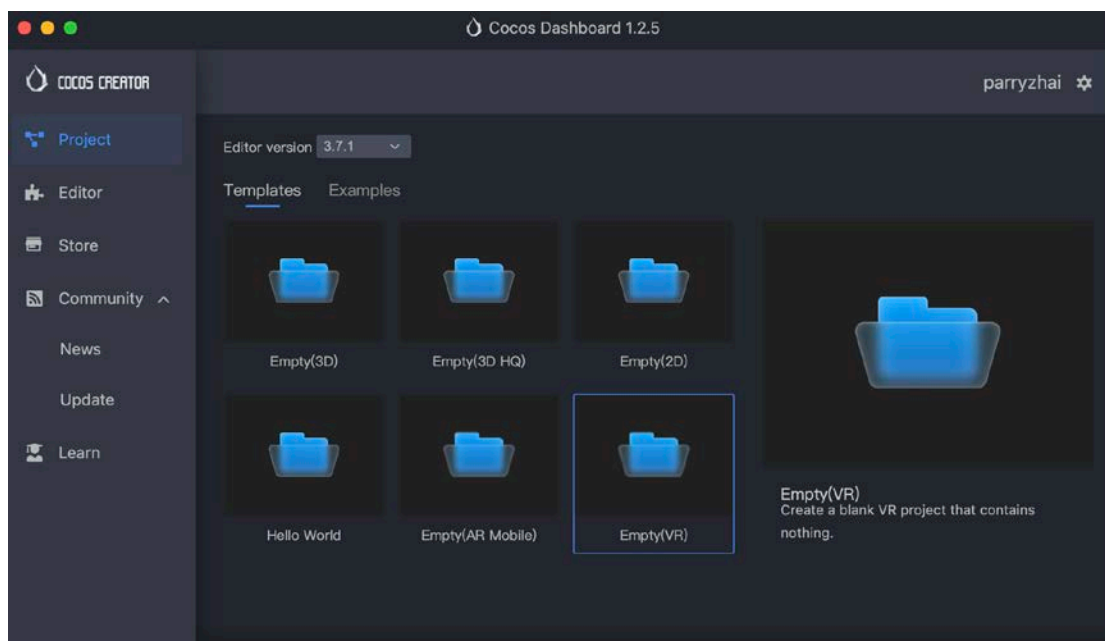 Cocos Dashboard 1.2.5
COCOS CREATOR
parryzhai
Project
Editor
Store
Community
News
Update
Learn
Editor version 3.7.1
Templates Examples
Empty(3D) Empty(3D HQ) Empty(2D)
Hello World Empty(AR Mobile) Empty(VR)
Empty(VR)
Create a blank VR project that contains
nothing.